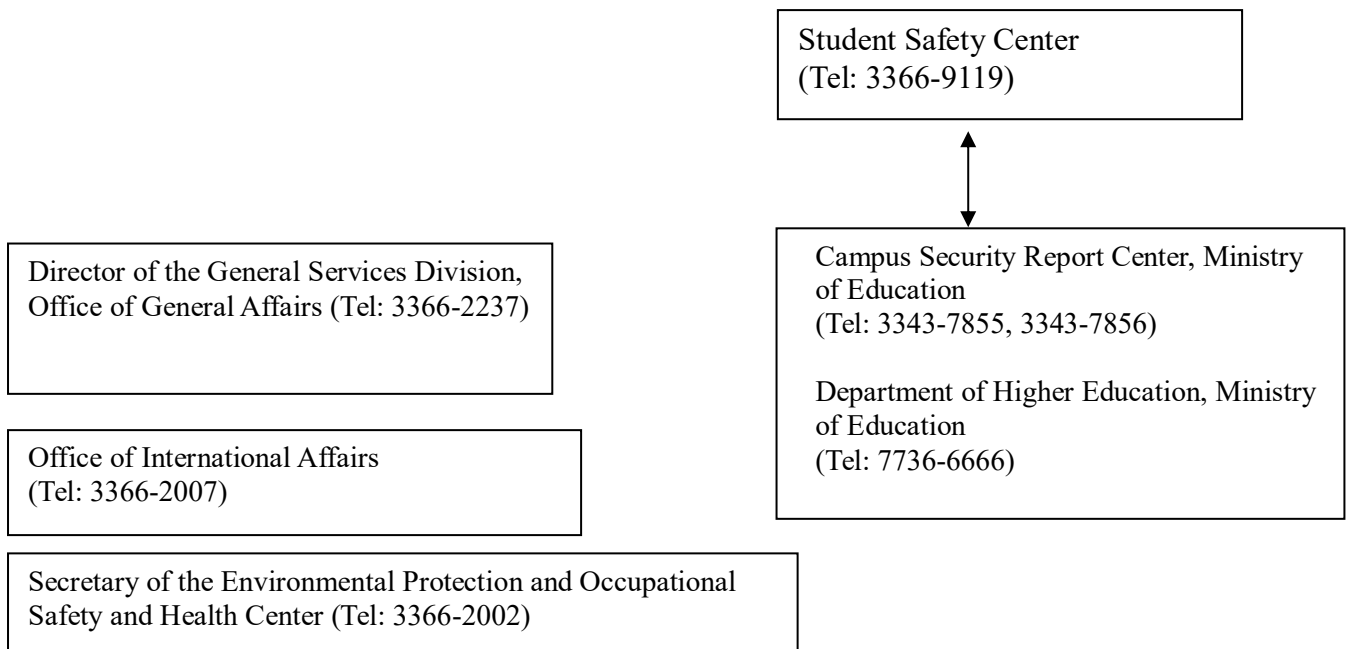 Student Safety Center
(Tel: 3366-9119)
Director of the General Services Division,
Office of General Affairs (Tel: 3366-2237)
Campus Security Report Center, Ministry
of Education
(Tel: 3343-7855, 3343-7856)
Department of Higher Education, Ministry
of Education
(Tel: 7736-6666)
Office of International Affairs
(Tel: 3366-2007)
Secretary of the Environmental Protection and Occupational
Safety and Health Center (Tel: 3366-2002)